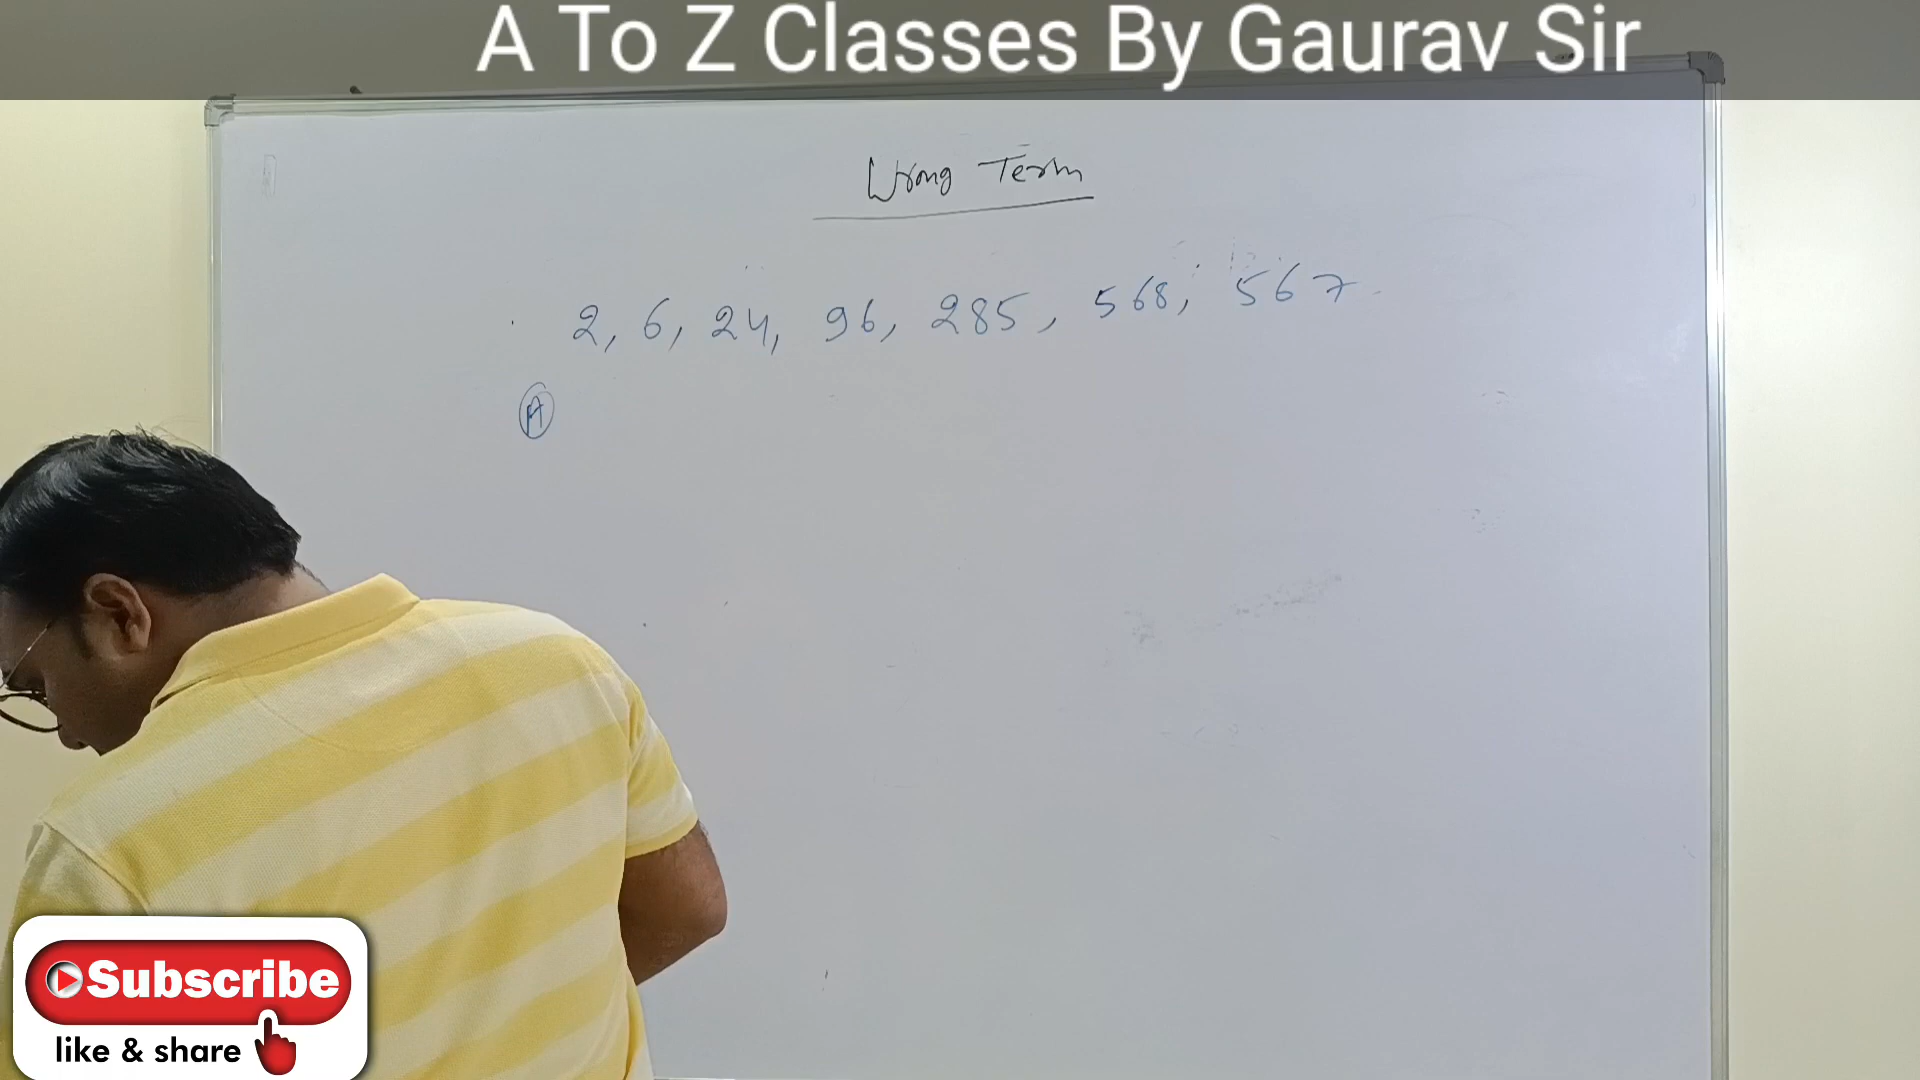 A To Z Classes By Gaurav Sir
Wrong Term
2, 6, 24, 96, 285, 568, 567
A
Subscribe
like & share